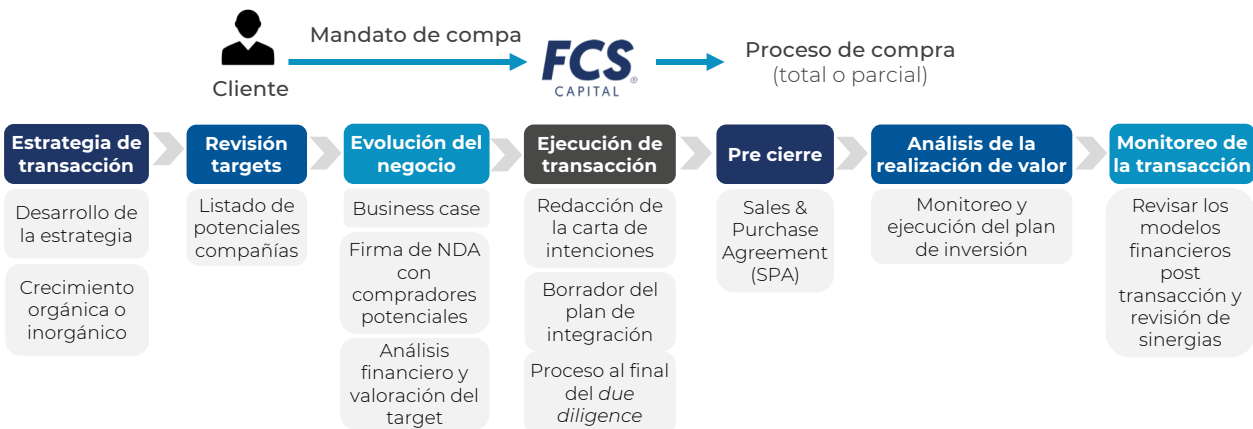 Mandato de compa
Cliente
FCS
®
CAPITAL
Proceso de compra
(total o parcial)
Estrategia de
transacción
Desarrollo de
la estrategia
Crecimiento
orgánica o
inorgánico
Revisión
targets
Listado de
potenciales
compañías
Evolución del
negocio
Business case
Firma de NDA
con
compradores
potenciales
Análisis
financiero y
valoración del
target
Ejecución de
transacción
Redacción de
la carta de
intenciones
Borrador del
plan de
integración
Proceso al final
del due
diligence
Pre cierre
Sales &
Purchase
Agreement
(SPA)
Análisis de la
realización de valor
Monitoreo y
ejecución del plan
de inversión
Monitoreo de
la transacción
Revisar los
modelos
financieros
post
transacción y
revisión de
sinergias